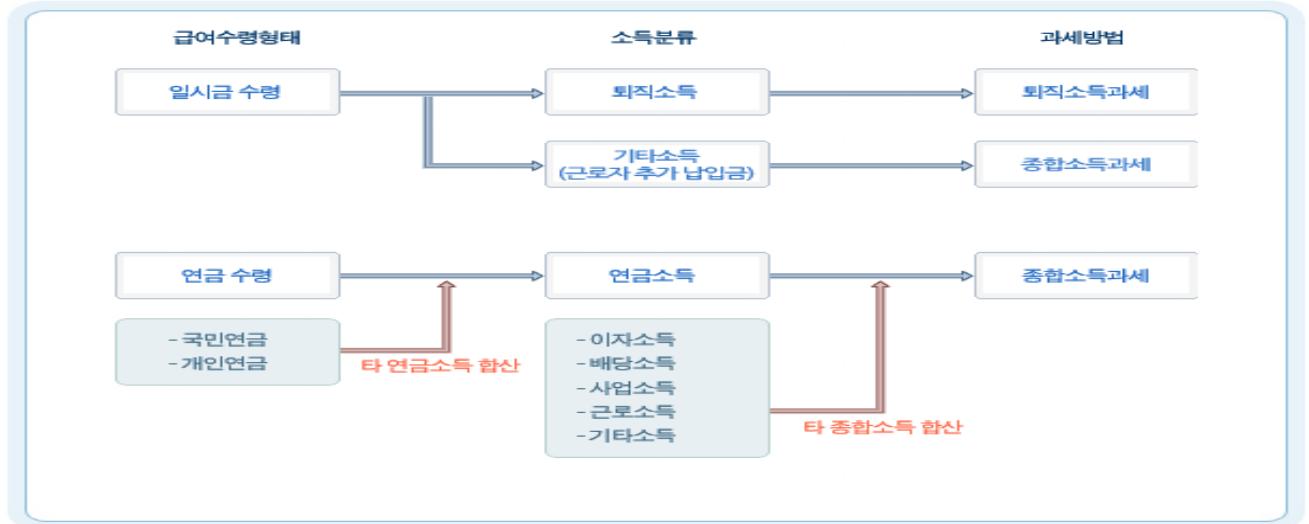 급여수령형태 소득분류 과세방법
일시금 수령 퇴직소득 퇴직소득과세
기타소득
(근로자 추가 납입금) 종합소득과세
연금 수령 연금소득 종합소득과세
- 국민연금
- 개인연금
타 연금소득 합산
- 이자소득
- 배당소득
- 사업소득
- 근로소득
- 기타소득
타 종합소득 합산